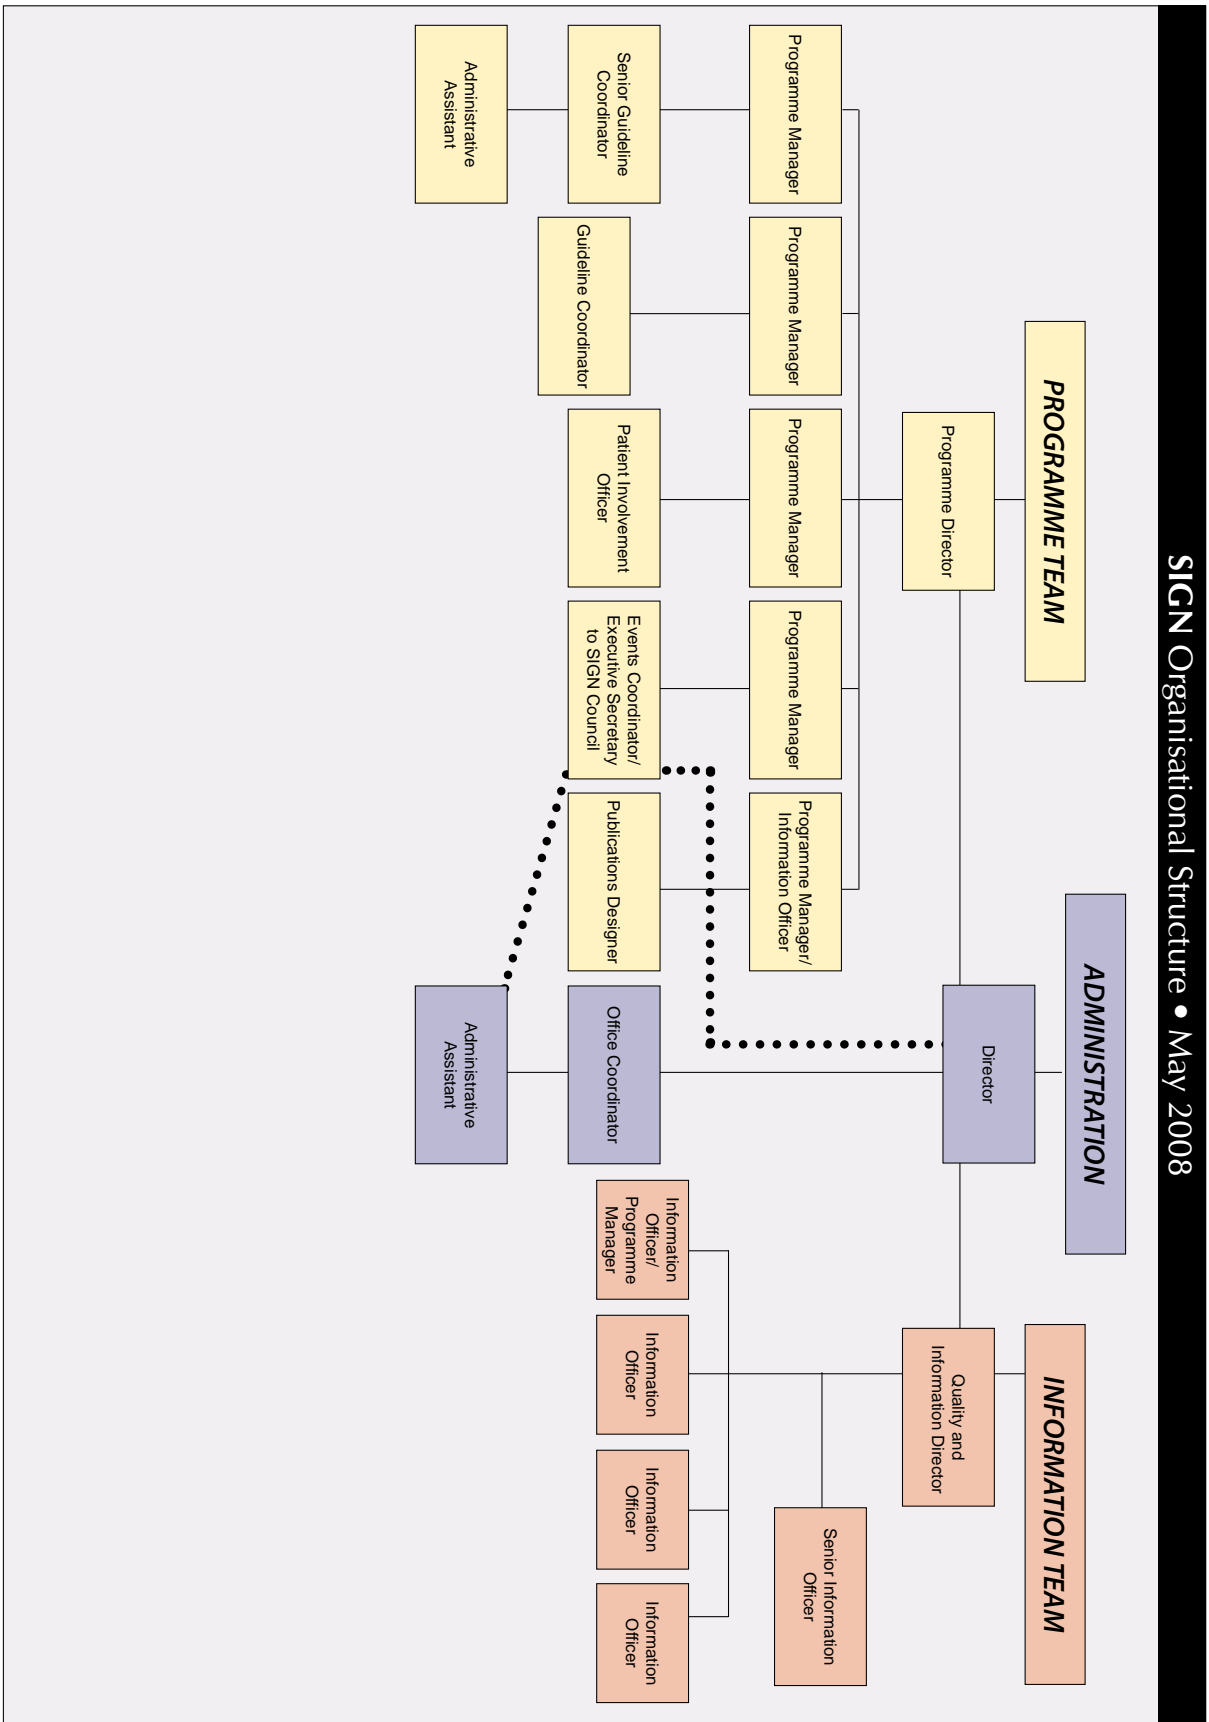 SIGN Organisational Structure • May 2008
PROGRAMME TEAM
ADMINISTRATION
INFORMATION TEAM
Programme Director
Director
Quality and
Information Director
Programme Manager
Programme Manager
Programme Manager
Programme Manager
Programme Manager/
Information Officer
Senior Information
Officer
Senior Guideline
Coordinator
Guideline Coordinator
Patient Involvement
Officer
Events Coordinator/
Executive Secretary
to SIGN Council
Publications Designer
Office Coordinator
Information
Officer/
Programme
Manager
Information
Officer
Information
Officer
Information
Officer
Administrative
Assistant
Administrative
Assistant